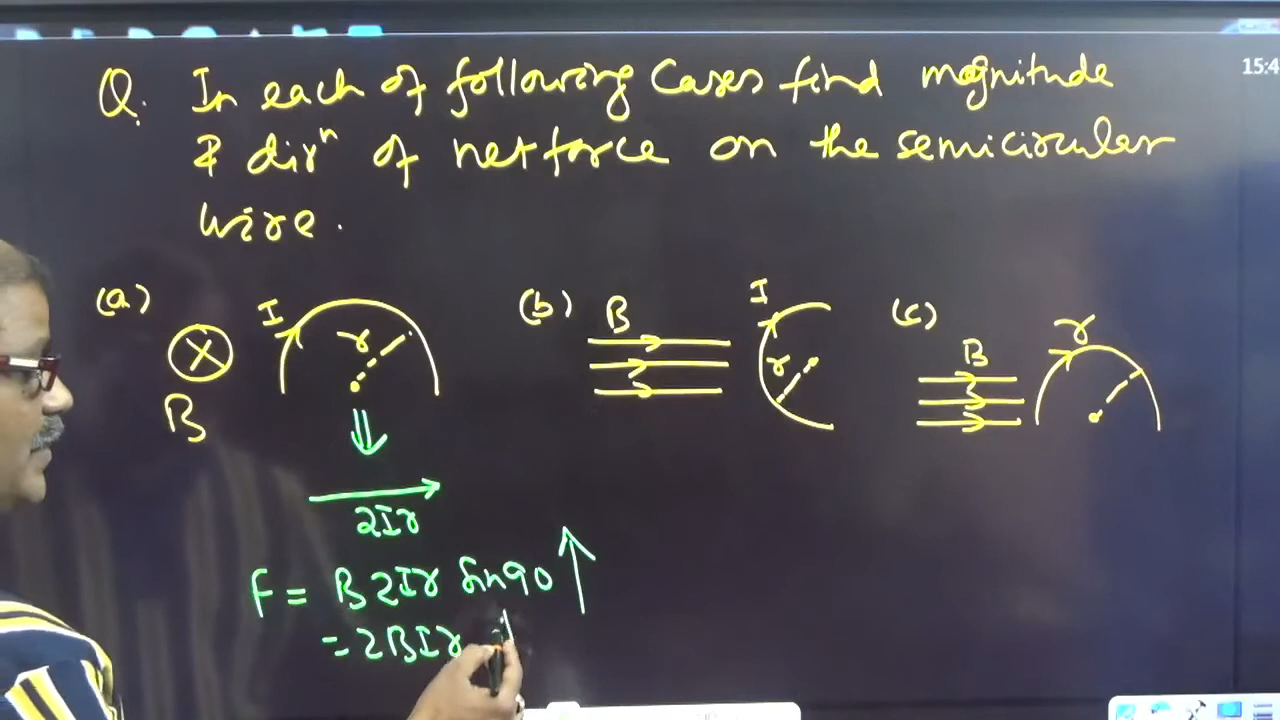 15:4
Q. In each of following cases find magnitude
& dirⁿ of net force on the semicircular
wire.
(a) I r
B
(b) B I r
(c) B r
2Ir
F = B 2Ir sin90
= 2BIr